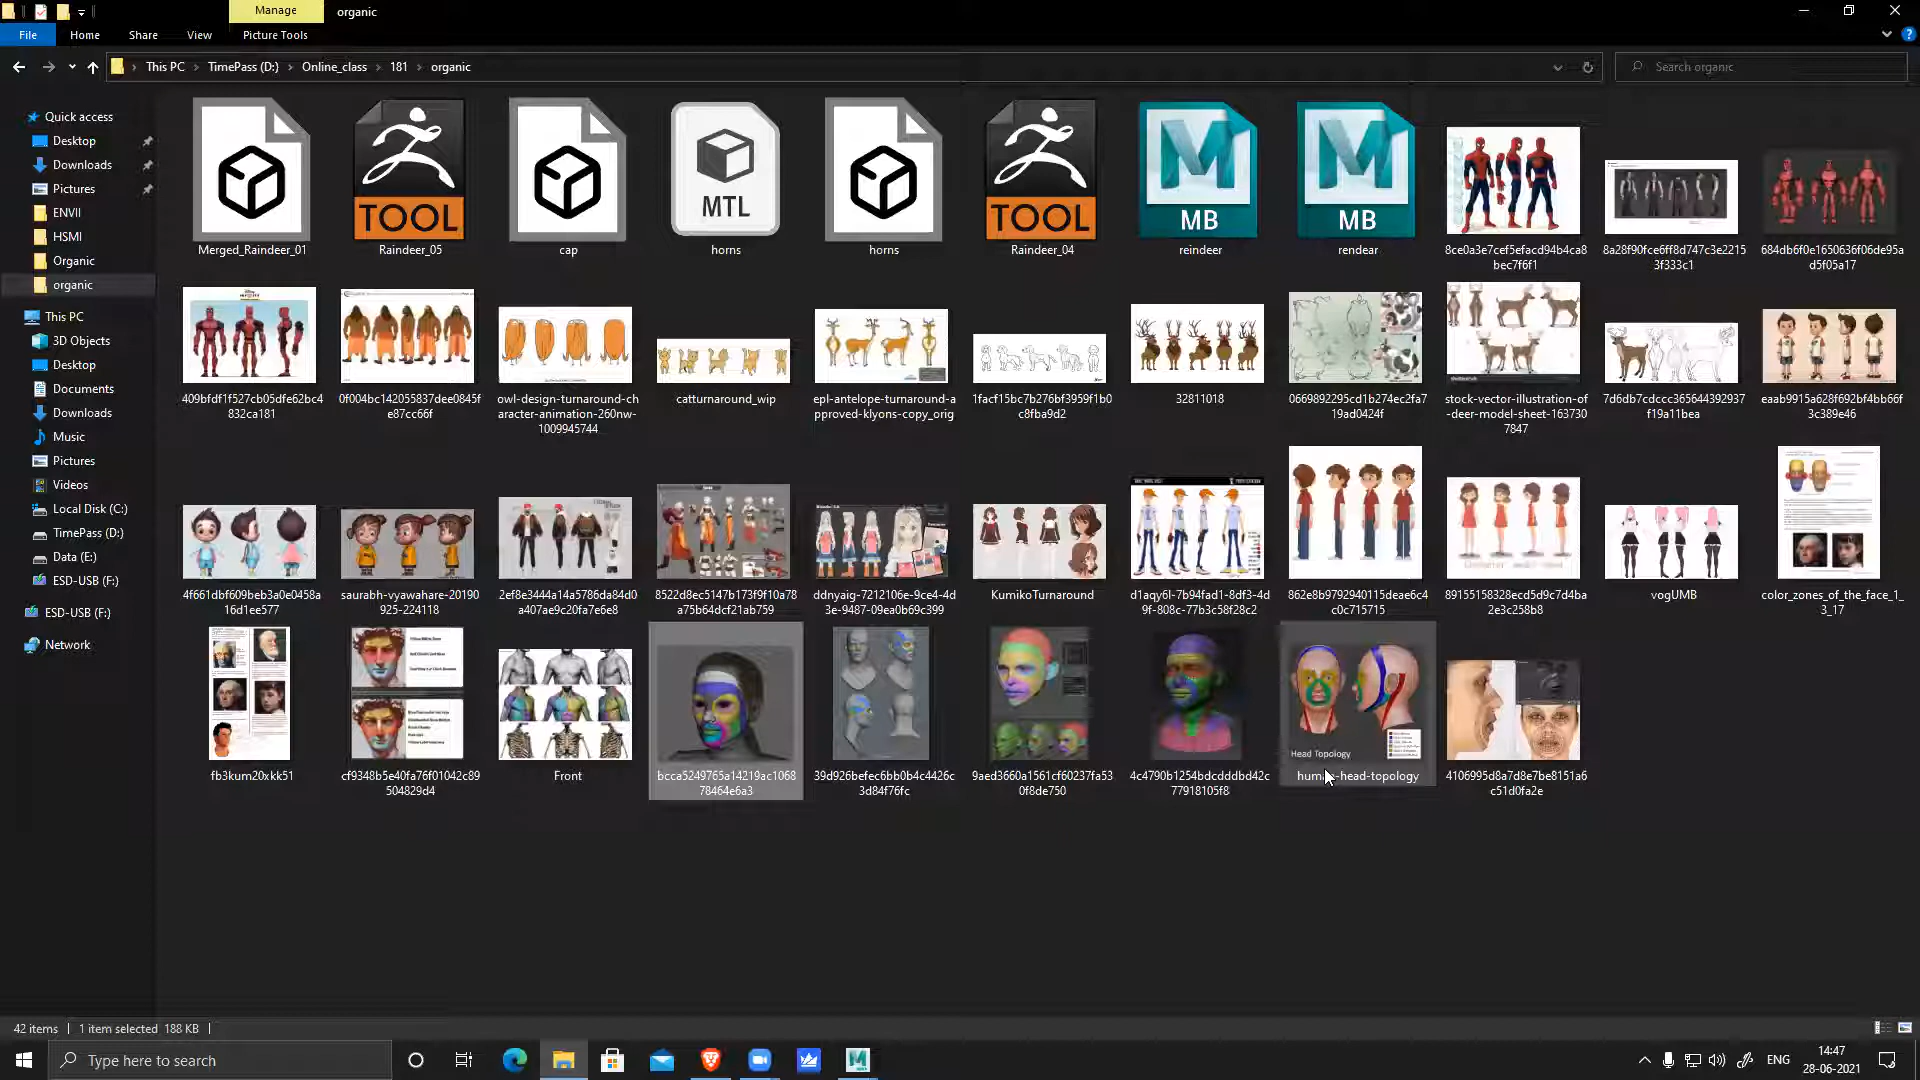 Manage
organic
File
Home
Share
View
Picture Tools
This PC
TimePass (D:)
Online_class
181
organic
Search organic
Quick access
Desktop
Downloads
Pictures
ENVII
HSMI
Organic
organic
This PC
3D Objects
Desktop
Documents
Downloads
Music
Pictures
Videos
Local Disk (C:)
TimePass (D:)
Data (E:)
ESD-USB (F:)
ESD-USB (F:)
Network
TOOL
MTL
TOOL
MB
MB
Merged_Raindeer_01
Raindeer_05
cap
horns
horns
Raindeer_04
reindeer
rendear
8ce0a3e7cef5efacd94b4ca8
bec7f6f1
8a28f90fce6ff8d747c3e2215
3f333c1
684db6f0e1650636f06de95a
d5f05a17
409bfdf1f527cb05dfe62bc4
832ca181
0f004bc142055837dee0845f
e87cc66f
owl-design-turnaround-ch
aracter-animation-260nw-
1009945744
catturnaround_wip
epl-antelope-turnaround-a
pproved-klyons-copy_orig
1facf15bc7b276bf3959f1b0
c8fba9d2
32811018
0669892295cd1b274ec2fa7
19ad0424f
stock-vector-illustration-of
-deer-model-sheet-163730
7847
7d6db7cdccc365644392937
f19a11bea
eaab9915a628f692bf4bb66f
3c389e46
4f661dbf609beb3a0e0458a
16d1ee577
saurabh-vyawahare-20190
925-224118
2ef8e3444a14a5786da84d0
a407ae9c20fa7e6e8
8522d8ec5147b173f9f10a78
a75b64dcf21ab759
ddnyaig-7212106e-9ce4-4d
3e-9487-09ea0b69c399
KumikoTurnaround
d1aqy6l-7b94fad1-8df3-4d
9f-808c-77b3c58f28c2
862e8b9792940115deae6c4
c0c715715
89155158328ecd5d9c7d4ba
2e3c258b8
vogUMB
color_zones_of_the_face_1_
3_17
Head Topology
fb3kum20xkk51
cf9348b5e40fa76f01042c89
504829d4
Front
bcca5249765a14219ac1068
78464e6a3
39d926befec6bb0b4c4426c
3d84f76fc
9aed3660a1561cf60237fa53
0f8de750
4c4790b1254bdcdddbd42c
77918105f8
human-head-topology
4106995d8a7d8e7be8151a6
c51d0fa2e
42 items
1 item selected 188 KB
Type here to search
ENG
14:47
28-06-2021